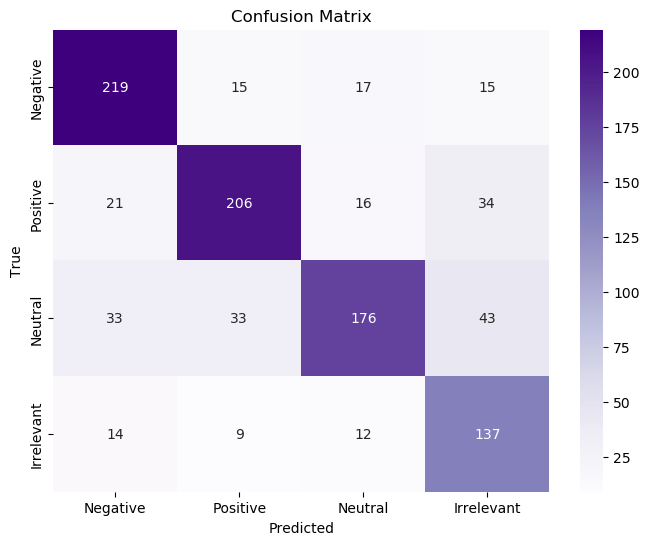 Confusion Matrix
Negative 219 15 17 15
Positive 21 206 16 34
Neutral 33 33 176 43
Irrelevant 14 9 12 137
Negative Positive Neutral Irrelevant
Predicted
True
200
175
150
125
100
75
50
25